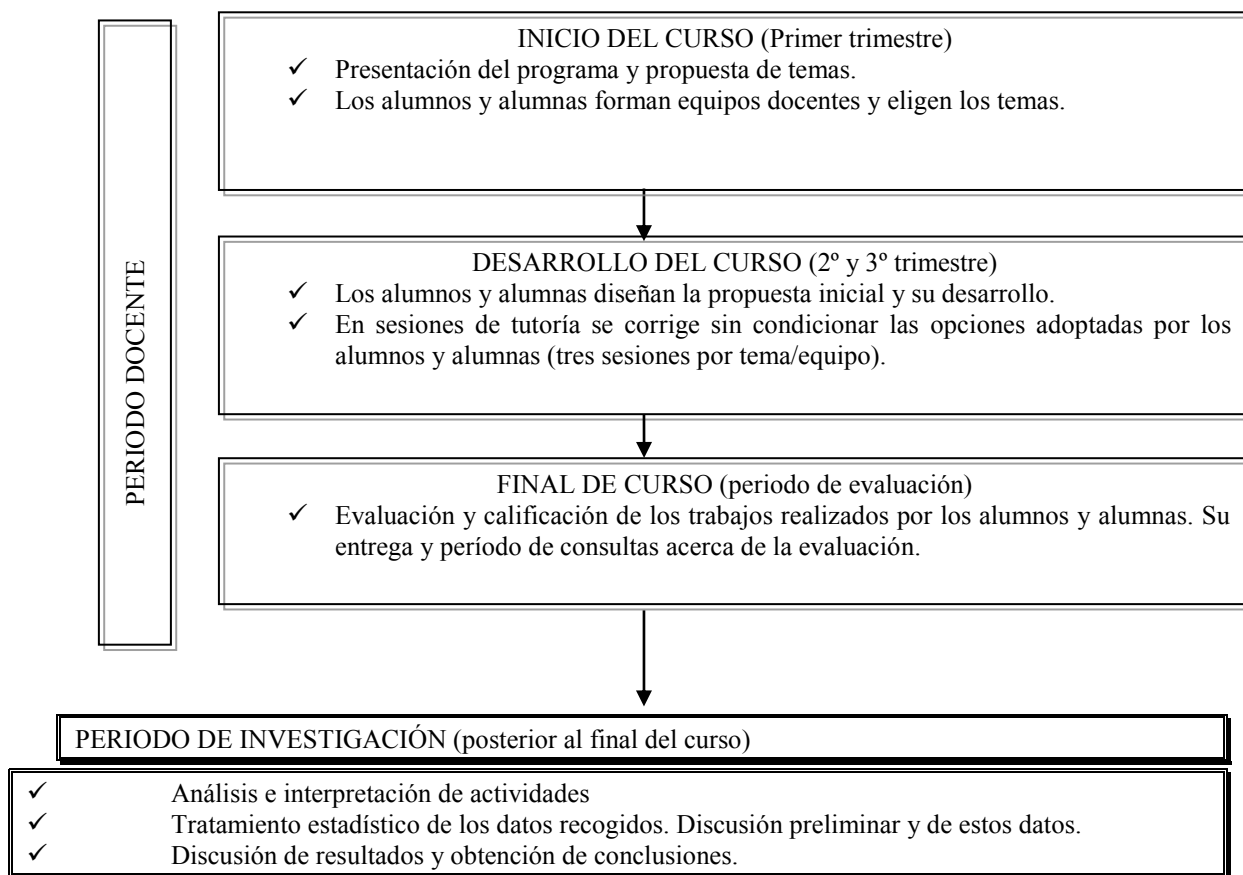 PERIODO DOCENTE
INICIO DEL CURSO (Primer trimestre)
✓ Presentación del programa y propuesta de temas.
✓ Los alumnos y alumnas forman equipos docentes y eligen los temas.
DESARROLLO DEL CURSO (2º y 3º trimestre)
✓ Los alumnos y alumnas diseñan la propuesta inicial y su desarrollo.
✓ En sesiones de tutoría se corrige sin condicionar las opciones adoptadas por los
alumnos y alumnas (tres sesiones por tema/equipo).
FINAL DE CURSO (periodo de evaluación)
✓ Evaluación y calificación de los trabajos realizados por los alumnos y alumnas. Su
entrega y período de consultas acerca de la evaluación.
PERIODO DE INVESTIGACIÓN (posterior al final del curso)
✓ Análisis e interpretación de actividades
✓ Tratamiento estadístico de los datos recogidos. Discusión preliminar y de estos datos.
✓ Discusión de resultados y obtención de conclusiones.